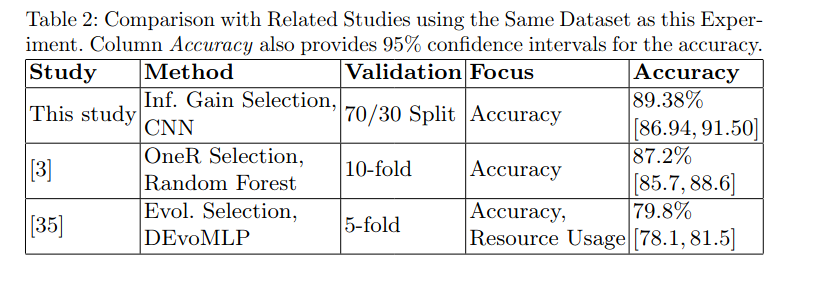 Table 2: Comparison with Related Studies using the Same Dataset as this Exper-
iment. Column Accuracy also provides 95% confidence intervals for the accuracy.
Study Method Validation Focus Accuracy
This study Inf. Gain Selection, CNN 70/30 Split Accuracy 89.38% [86.94, 91.50]
[3] OneR Selection, Random Forest 10-fold Accuracy 87.2% [85.7, 88.6]
[35] Evol. Selection, DEvoMLP 5-fold Accuracy, Resource Usage 79.8% [78.1, 81.5]